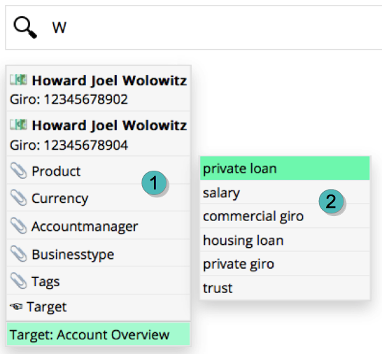 W
Howard Joel Wolowitz
Giro: 12345678902
Howard Joel Wolowitz
Giro: 12345678904
Product
Currency
Accountmanager
Businesstype
Tags
Target
Target: Account Overview
1
private loan
salary
commercial giro
housing loan
private giro
trust
2